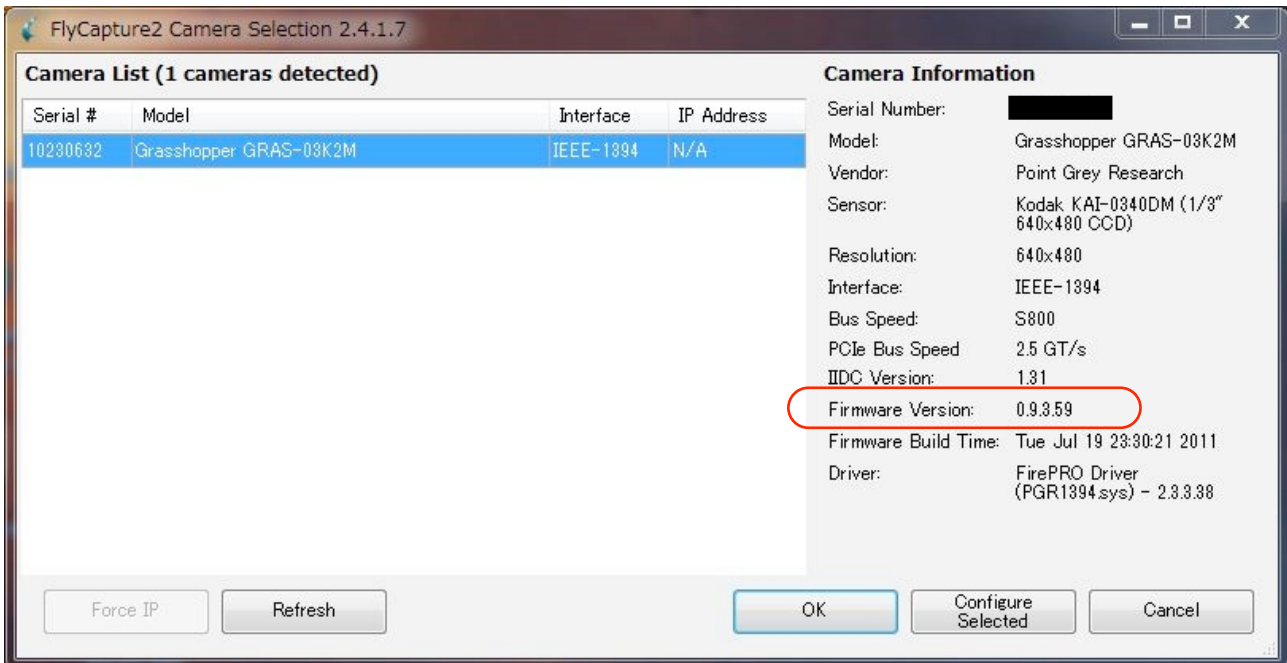 FlyCapture2 Camera Selection 2.4.1.7
Camera List (1 cameras detected)
Serial # Model Interface IP Address
10230632 Grasshopper GRAS-03K2M IEEE-1394 N/A
Camera Information
Serial Number:
Model: Grasshopper GRAS-03K2M
Vendor: Point Grey Research
Sensor: Kodak KAI-0340DM (1/3"
640x480 CCD)
Resolution: 640x480
Interface: IEEE-1394
Bus Speed: S800
PCIe Bus Speed 2.5 GT/s
IIDC Version: 1.31
Firmware Version: 0.9.3.59
Firmware Build Time: Tue Jul 19 23:30:21 2011
Driver: FirePRO Driver
(PGR1394.sys) - 2.3.3.38
Force IP Refresh OK Configure
Selected Cancel